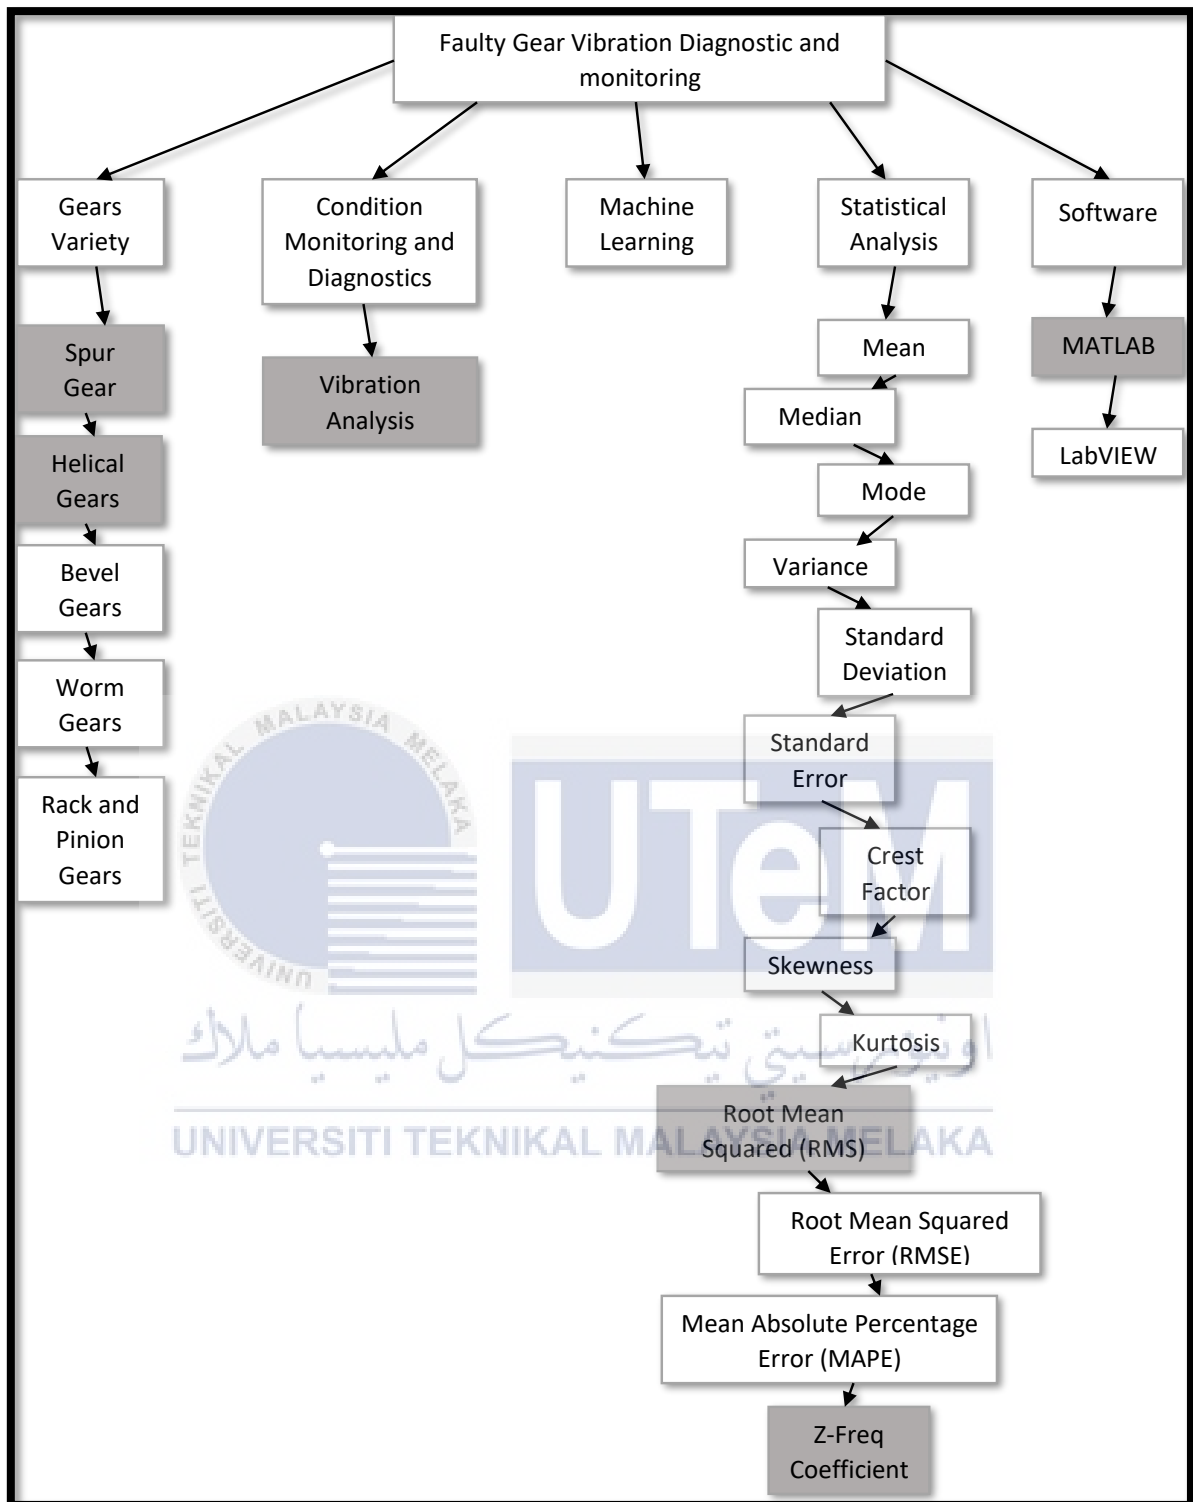 Faulty Gear Vibration Diagnostic and
monitoring
Gears
Variety
Spur
Gear
Helical
Gears
Bevel
Gears
Worm
Gears
Rack and
Pinion
Gears
Condition
Monitoring and
Diagnostics
Vibration
Analysis
Machine
Learning
Statistical
Analysis
Mean
Median
Mode
Variance
Standard
Deviation
Standard
Error
Crest
Factor
Skewness
Kurtosis
Root Mean
Squared (RMS)
Root Mean Squared
Error (RMSE)
Mean Absolute Percentage
Error (MAPE)
Z-Freq
Coefficient
Software
MATLAB
LabVIEW
UNIVERSITI TEKNIKAL MALAYSIA MELAKA
UTeM
اونيۏرسيتي تيكنيكل مليسيا ملاك
UNIVERSITI TEKNIKAL MALAYSIA MELAKA